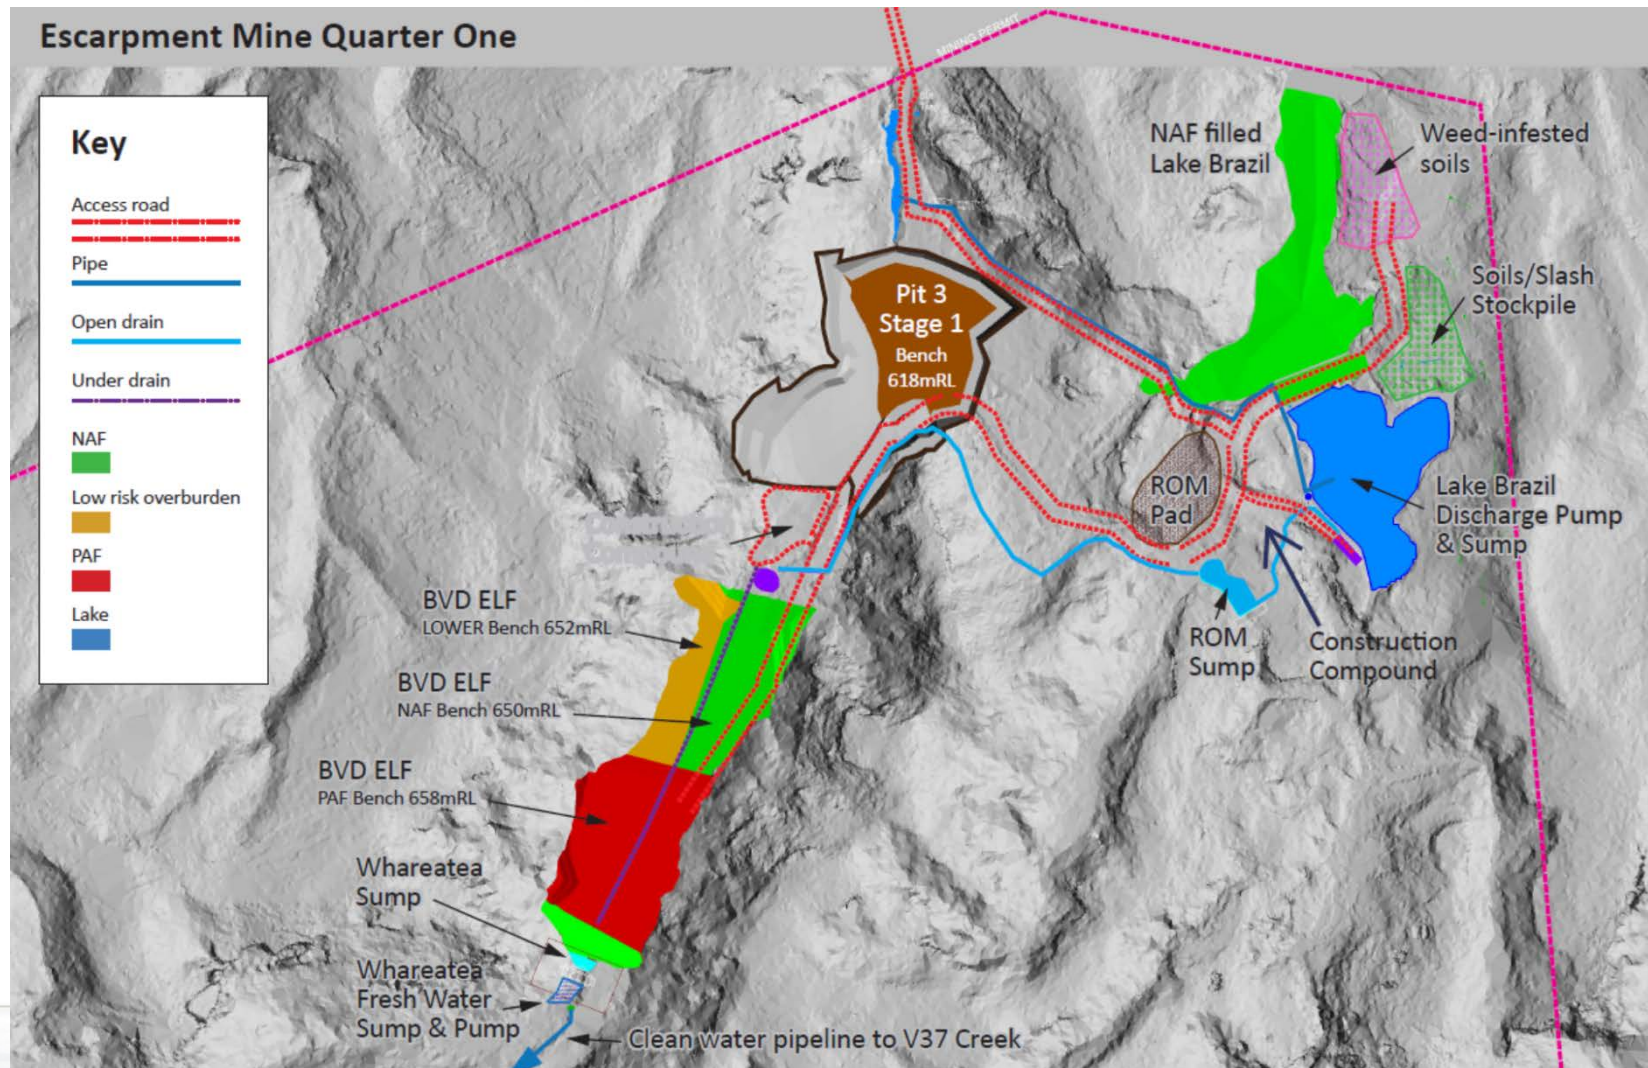 Escarpment Mine Quarter One
Key
Access road
Pipe
Open drain
Under drain
NAF
Low risk overburden
PAF
Lake
MINING PERMIT
NAF filled
Lake Brazil
Weed-infested
soils
Soils/Slash
Stockpile
Pit 3
Stage 1
Bench
618mRL
ROM
Pad
Lake Brazil
Discharge Pump
& Sump
ROM
Sump
Construction
Compound
BVD ELF
LOWER Bench 652mRL
BVD ELF
NAF Bench 650mRL
BVD ELF
PAF Bench 658mRL
Whareatea
Sump
Whareatea
Fresh Water
Sump & Pump
Clean water pipeline to V37 Creek